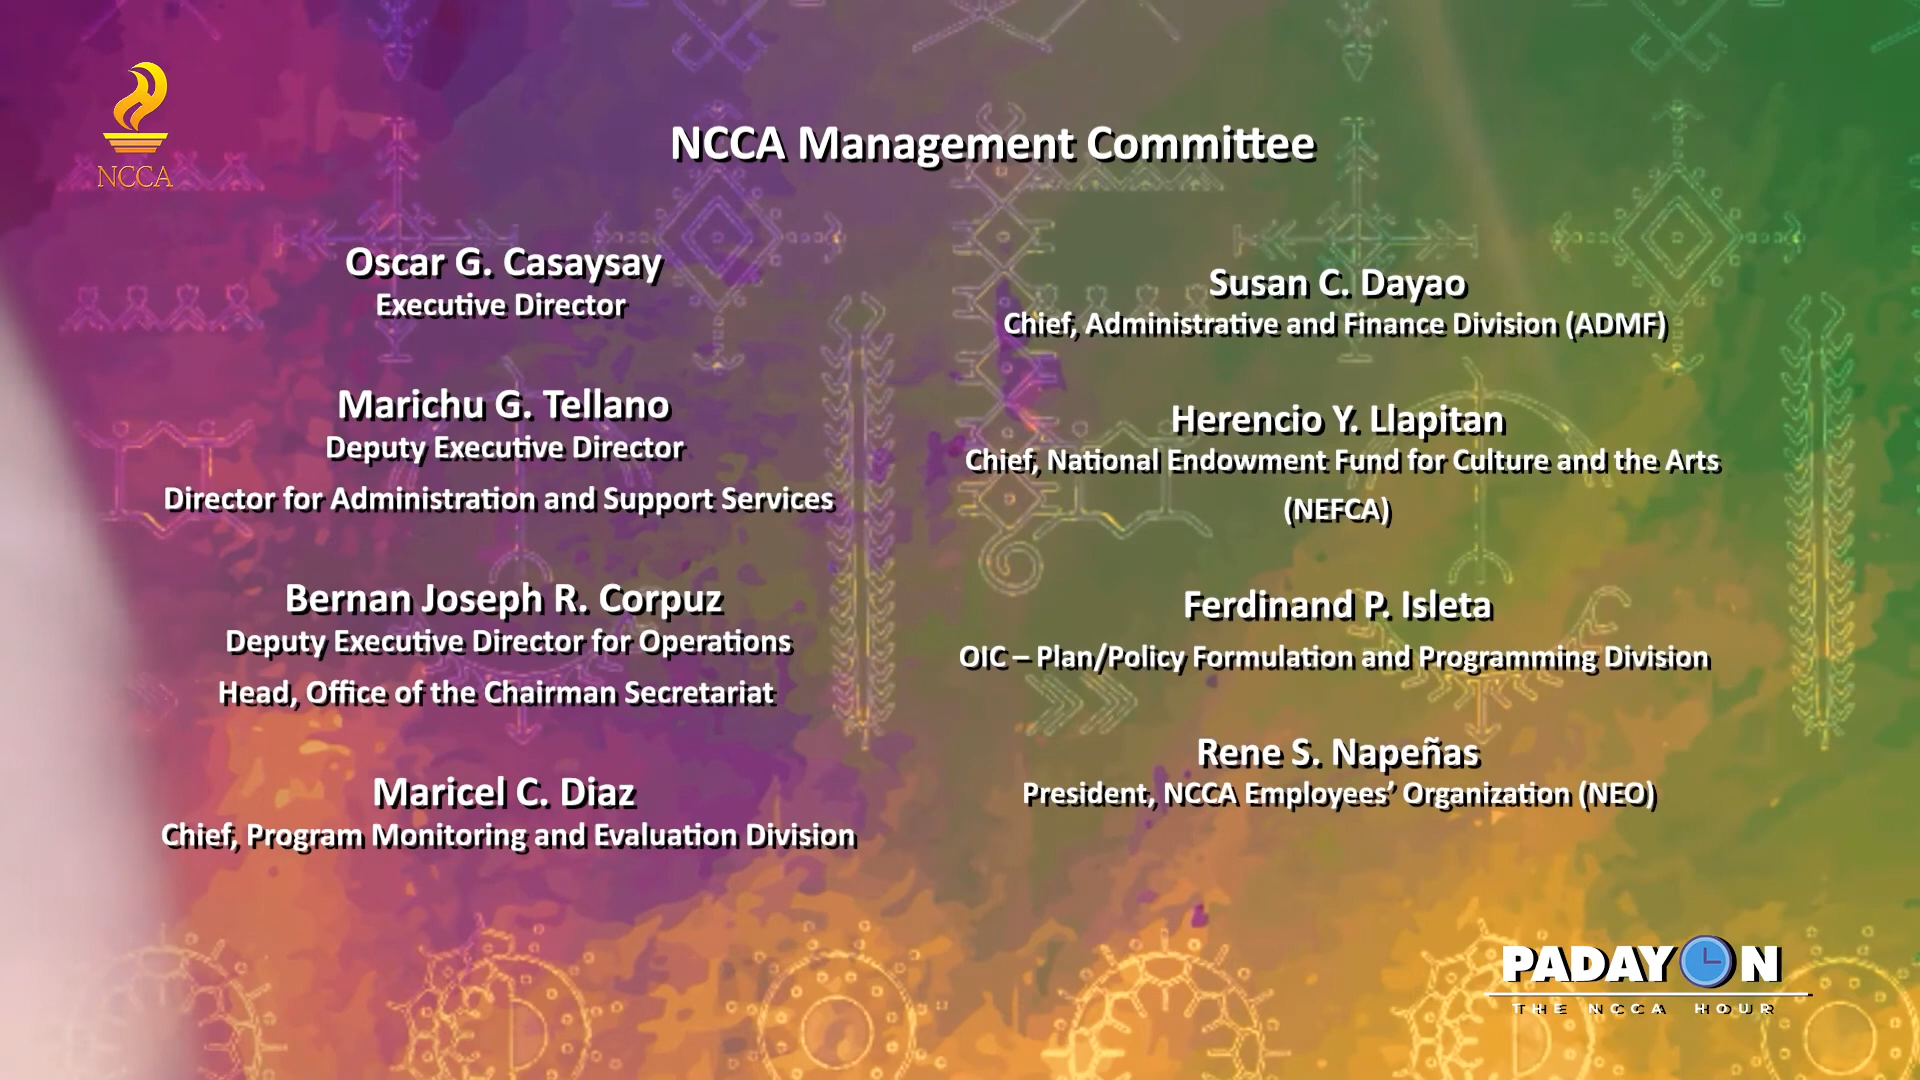 NCCA
NCCA Management Committee
Oscar G. Casaysay
Executive Director
Marichu G. Tellano
Deputy Executive Director
Director for Administration and Support Services
Bernan Joseph R. Corpuz
Deputy Executive Director for Operations
Head, Office of the Chairman Secretariat
Maricel C. Diaz
Chief, Program Monitoring and Evaluation Division
Susan C. Dayao
Chief, Administrative and Finance Division (ADMF)
Herencio Y. Llapitan
Chief, National Endowment Fund for Culture and the Arts
(NEFCA)
Ferdinand P. Isleta
OIC – Plan/Policy Formulation and Programming Division
Rene S. Napeñas
President, NCCA Employees’ Organization (NEO)
PADAYON
THE NCCA HOUR